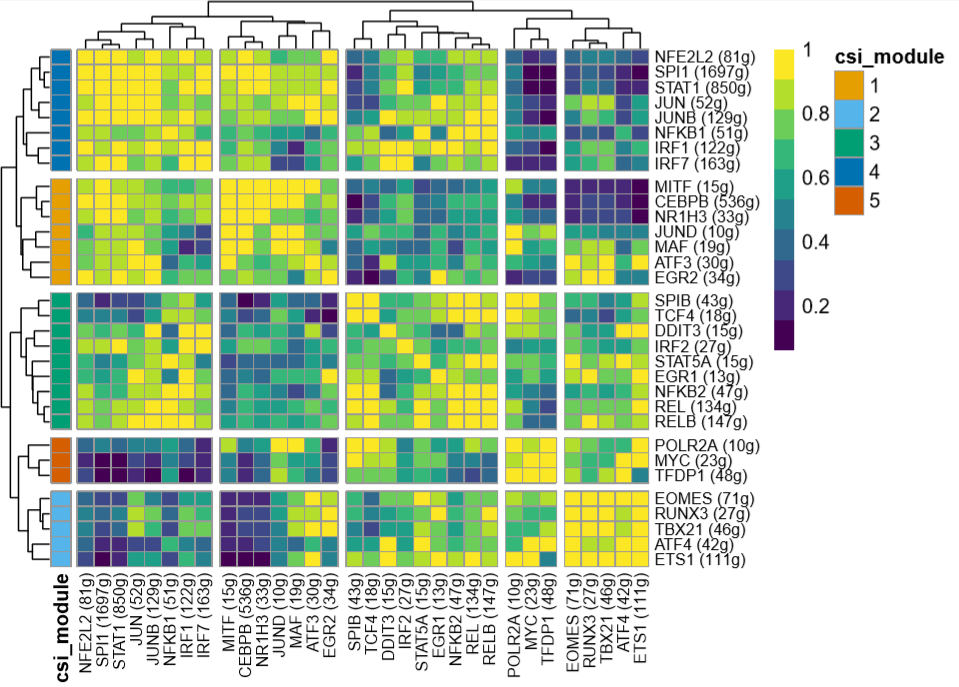 NFE2L2 (81g)
SPI1 (1697g)
STAT1 (850g)
JUN (52g)
JUNB (129g)
NFKB1 (51g)
IRF1 (122g)
IRF7 (163g)
MITF (15g)
CEBPB (536g)
NR1H3 (33g)
JUND (10g)
MAF (19g)
ATF3 (30g)
EGR2 (34g)
SPIB (43g)
TCF4 (18g)
DDIT3 (15g)
IRF2 (27g)
STAT5A (15g)
EGR1 (13g)
NFKB2 (47g)
REL (134g)
RELB (147g)
POLR2A (10g)
MYC (23g)
TFDP1 (48g)
EOMES (71g)
RUNX3 (27g)
TBX21 (46g)
ATF4 (42g)
ETS1 (111g)
1
0.8
0.6
0.4
0.2
csi_module
1
2
3
4
5
csi_module
NFE2L2 (81g)
SPI1 (1697g)
STAT1 (850g)
JUN (52g)
JUNB (129g)
NFKB1 (51g)
IRF1 (122g)
IRF7 (163g)
MITF (15g)
CEBPB (536g)
NR1H3 (33g)
JUND (10g)
MAF (19g)
ATF3 (30g)
EGR2 (34g)
SPIB (43g)
TCF4 (18g)
DDIT3 (15g)
IRF2 (27g)
STAT5A (15g)
EGR1 (13g)
NFKB2 (47g)
REL (134g)
RELB (147g)
POLR2A (10g)
MYC (23g)
TFDP1 (48g)
EOMES (71g)
RUNX3 (27g)
TBX21 (46g)
ATF4 (42g)
ETS1 (111g)